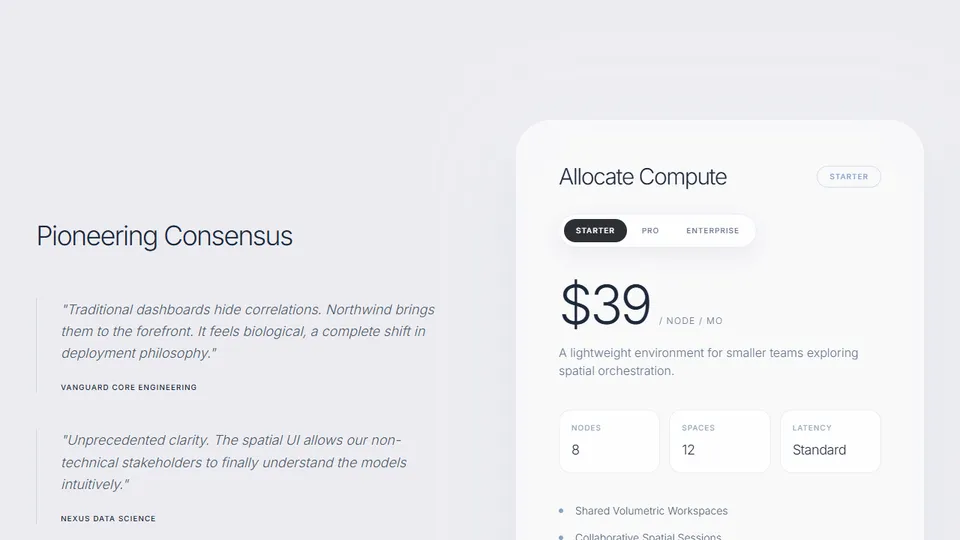 Pioneering Consensus
"Traditional dashboards hide correlations. Northwind brings
them to the forefront. It feels biological, a complete shift in
deployment philosophy."
VANGUARD CORE ENGINEERING
"Unprecedented clarity. The spatial UI allows our non-
technical stakeholders to finally understand the models
intuitively."
NEXUS DATA SCIENCE
Allocate Compute
STARTER
STARTER PRO ENTERPRISE
$39 / NODE / MO
A lightweight environment for smaller teams exploring
spatial orchestration.
NODES
8
SPACES
12
LATENCY
Standard
Shared Volumetric Workspaces
Collaborative Spatial Sessions